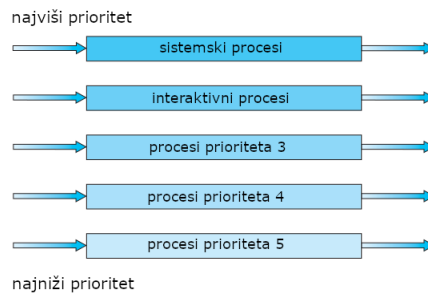 najviši prioritet
sistemski procesi
interaktivni procesi
procesi prioriteta 3
procesi prioriteta 4
procesi prioriteta 5
najniži prioritet